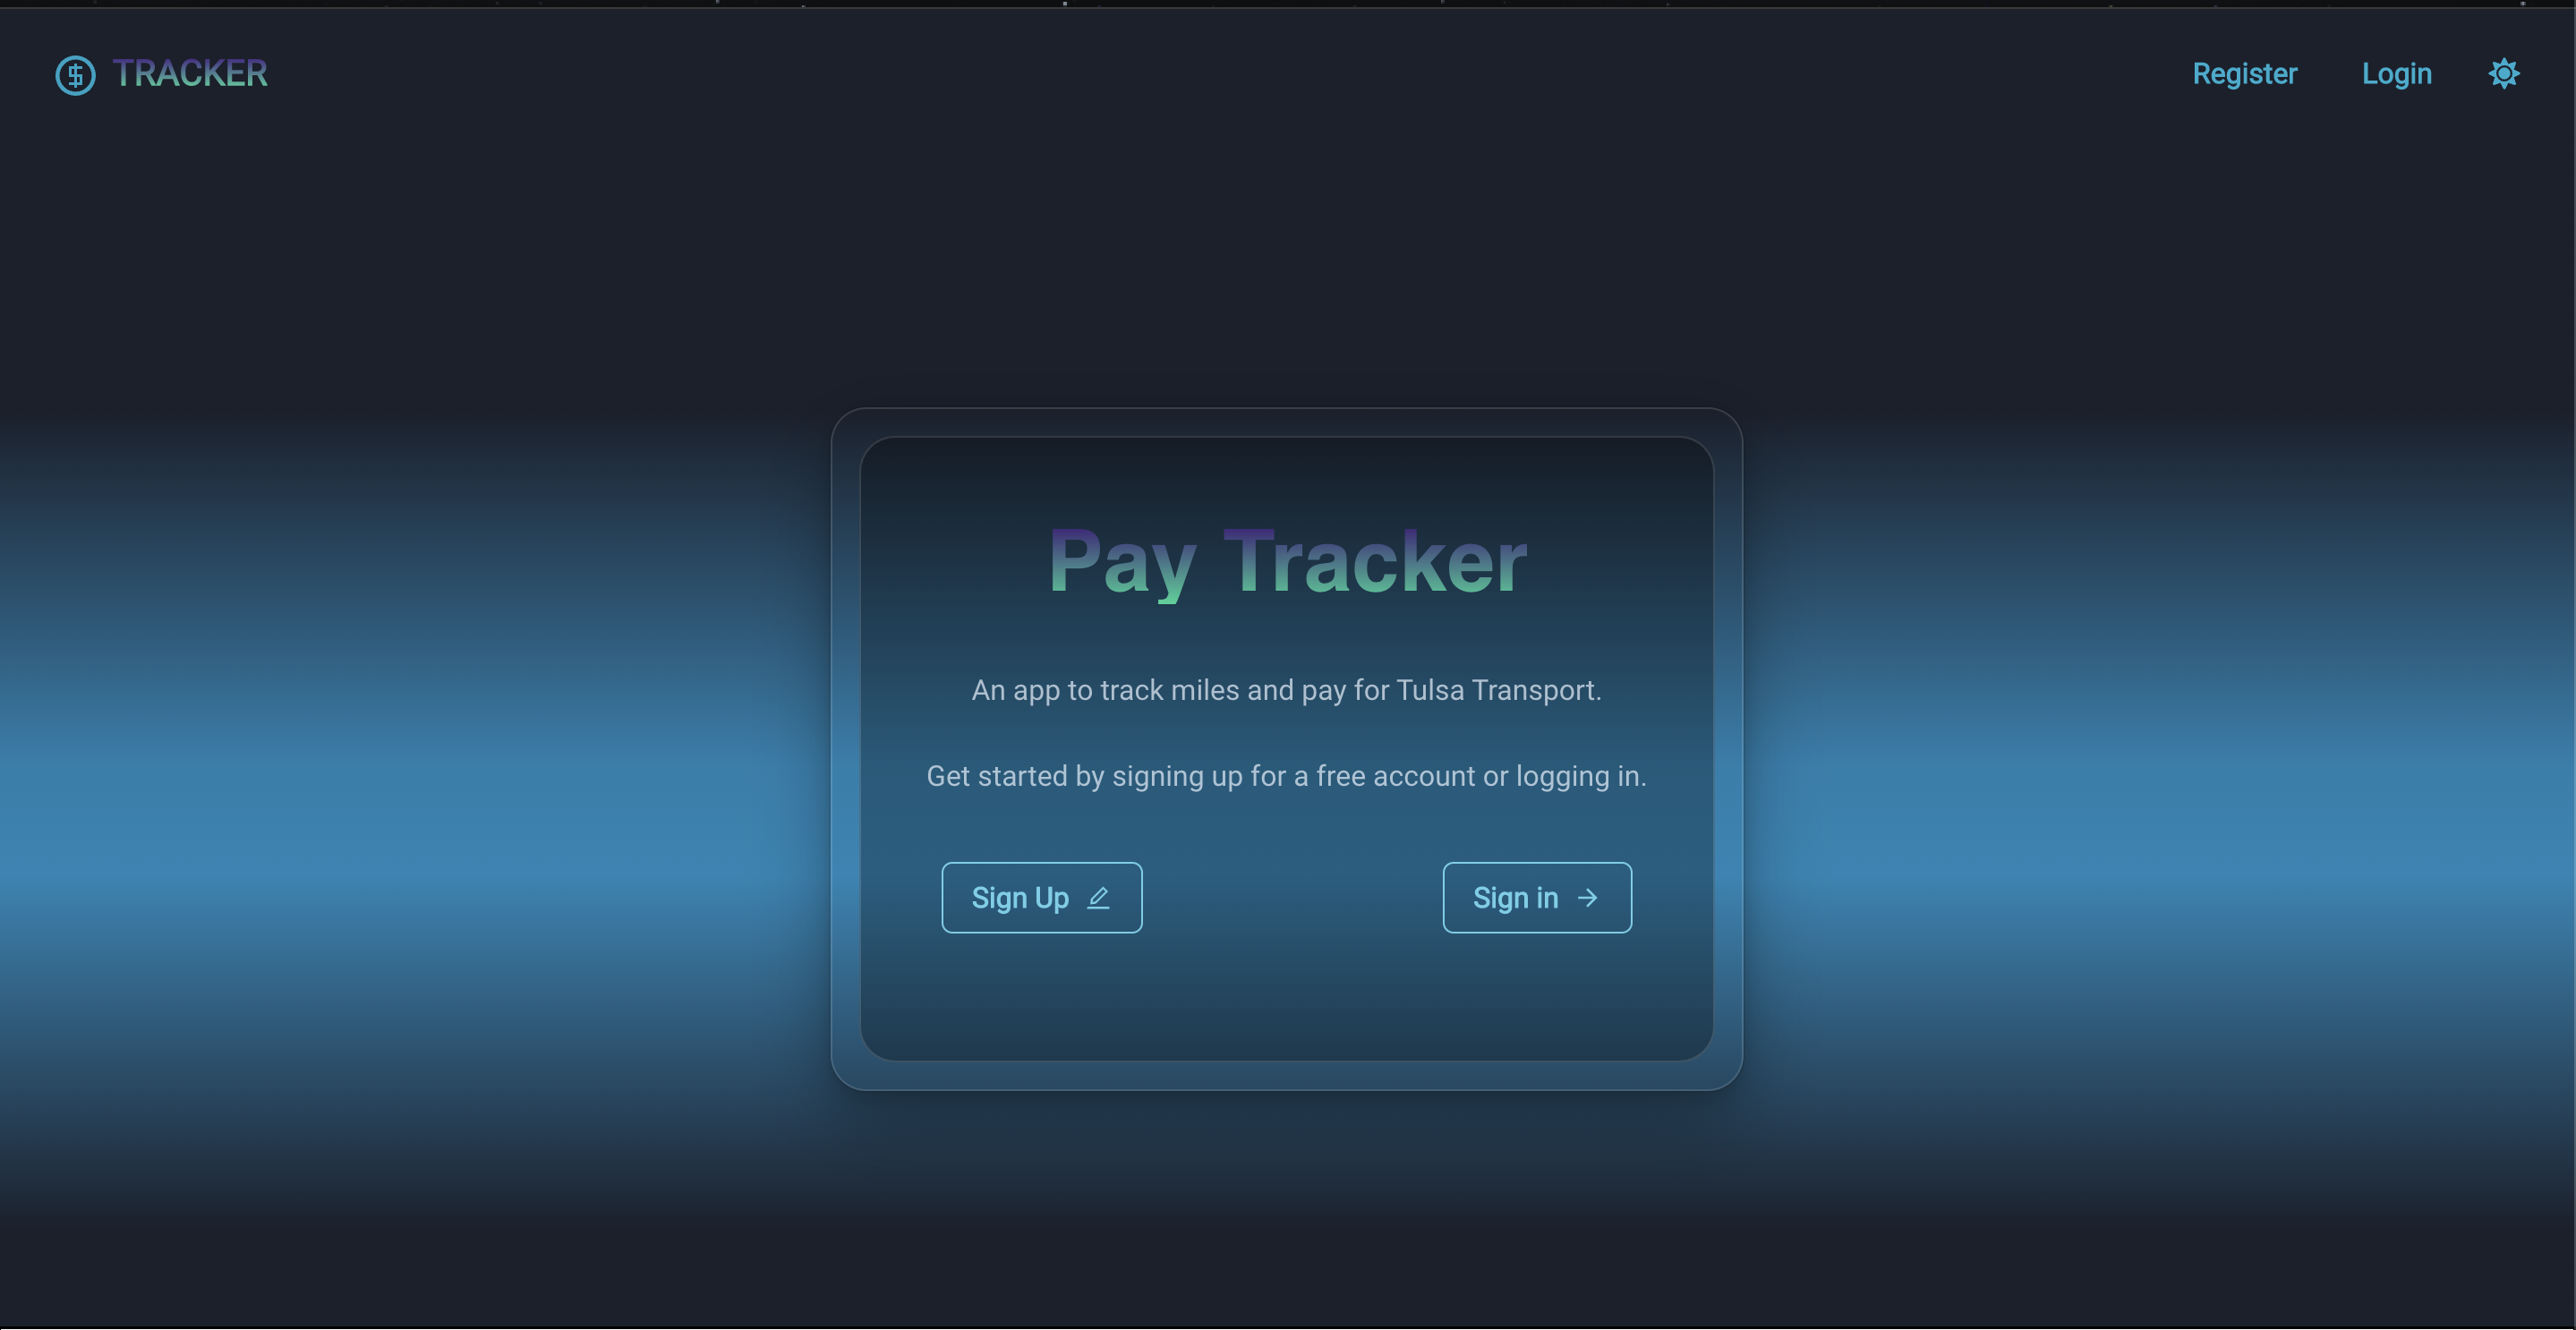 TRACKER
Register
Login
Pay Tracker
An app to track miles and pay for Tulsa Transport.
Get started by signing up for a free account or logging in.
Sign Up
Sign in